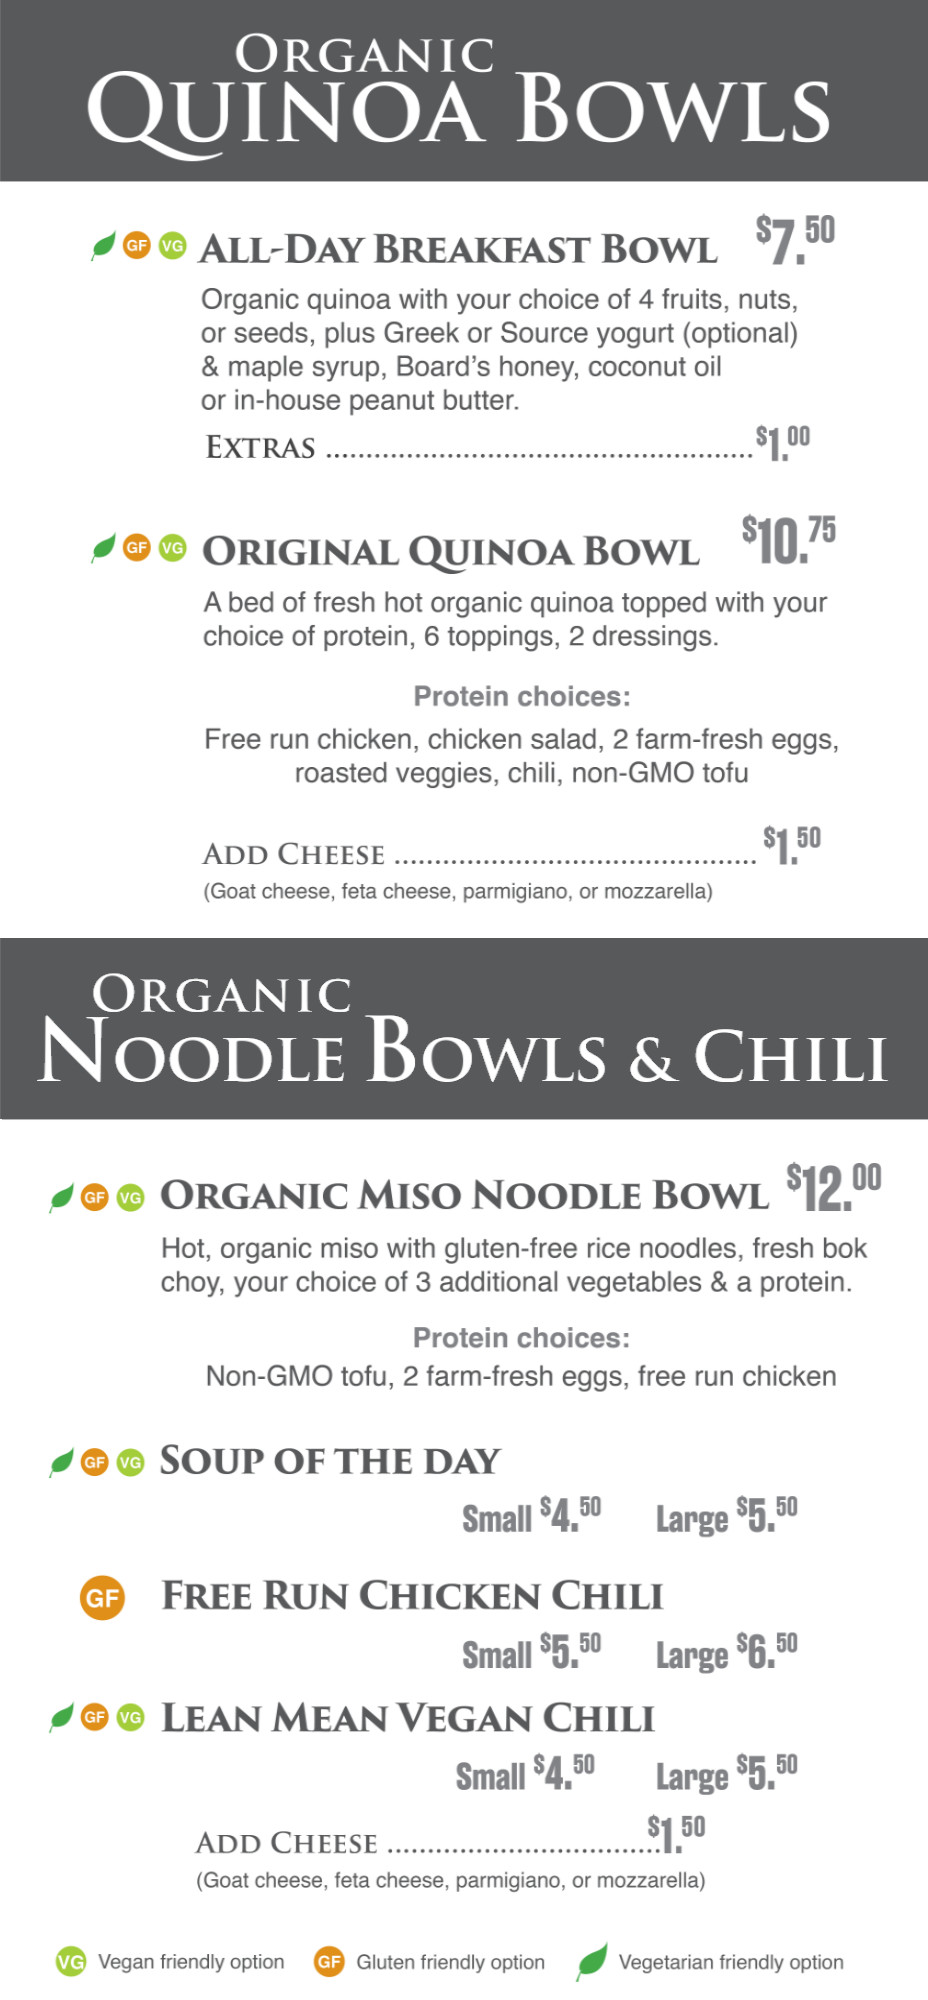 ORGANIC
QUINOA BOWLS
GF VG ALL-DAY BREAKFAST BOWL $7.50
Organic quinoa with your choice of 4 fruits, nuts,
or seeds, plus Greek or Source yogurt (optional)
& maple syrup, Board's honey, coconut oil
or in-house peanut butter.
EXTRAS ..................................................... $1.00
GF VG ORIGINAL QUINOA BOWL $10.75
A bed of fresh hot organic quinoa topped with your
choice of protein, 6 toppings, 2 dressings.
Protein choices:
Free run chicken, chicken salad, 2 farm-fresh eggs,
roasted veggies, chili, non-GMO tofu
ADD CHEESE ............................................. $1.50
(Goat cheese, feta cheese, parmigiano, or mozzarella)
ORGANIC
NOODLE BOWLS & CHILI
GF VG ORGANIC MISO NOODLE BOWL $12.00
Hot, organic miso with gluten-free rice noodles, fresh bok
choy, your choice of 3 additional vegetables & a protein.
Protein choices:
Non-GMO tofu, 2 farm-fresh eggs, free run chicken
GF VG SOUP OF THE DAY
Small $4.50 Large $5.50
GF FREE RUN CHICKEN CHILI
Small $5.50 Large $6.50
GF VG LEAN MEAN VEGAN CHILI
Small $4.50 Large $5.50
ADD CHEESE .................................. $1.50
(Goat cheese, feta cheese, parmigiano, or mozzarella)
VG Vegan friendly option GF Gluten friendly option Vegetarian friendly option